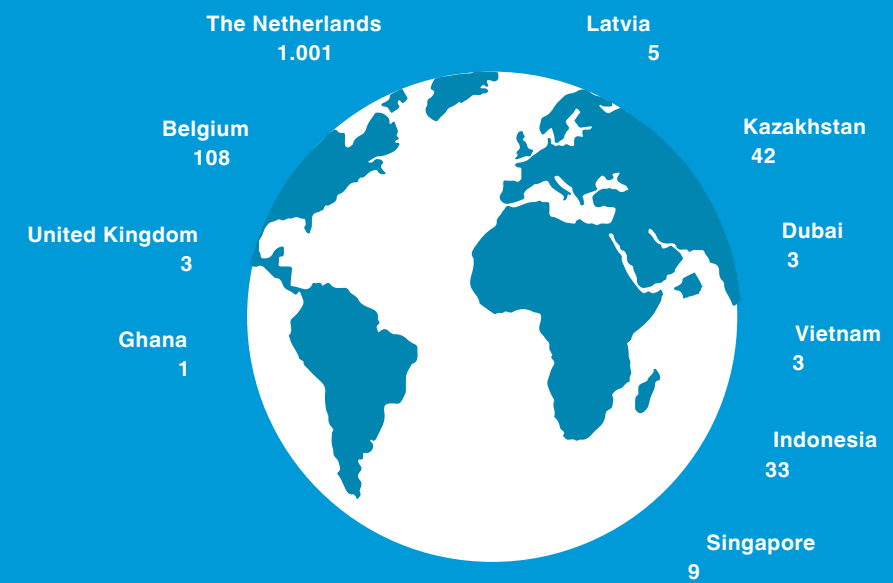 The Netherlands
1.001
Latvia
5
Belgium
108
Kazakhstan
42
United Kingdom
3
Dubai
3
Ghana
1
Vietnam
3
Indonesia
33
Singapore
9